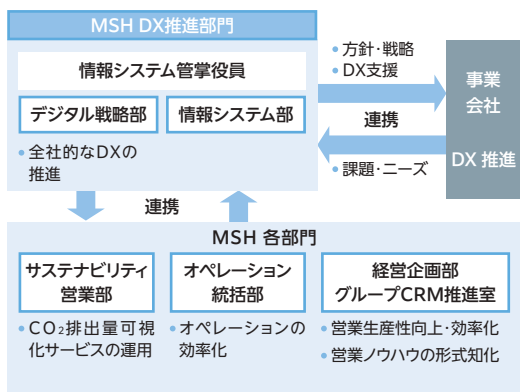 MSH DX推進部門
情報システム管掌役員
デジタル戦略部
情報システム部
•全社的なDXの
推進
•方針・戦略
•DX支援
連携
•課題・ニーズ
事業
会社
DX 推進
連携
MSH 各部門
サステナビリティ
営業部
•CO₂排出量可視
化サービスの運用
オペレーション
統括部
•オペレーションの
効率化
経営企画部
グループCRM推進室
•営業生産性向上・効率化
•営業ノウハウの形式知化